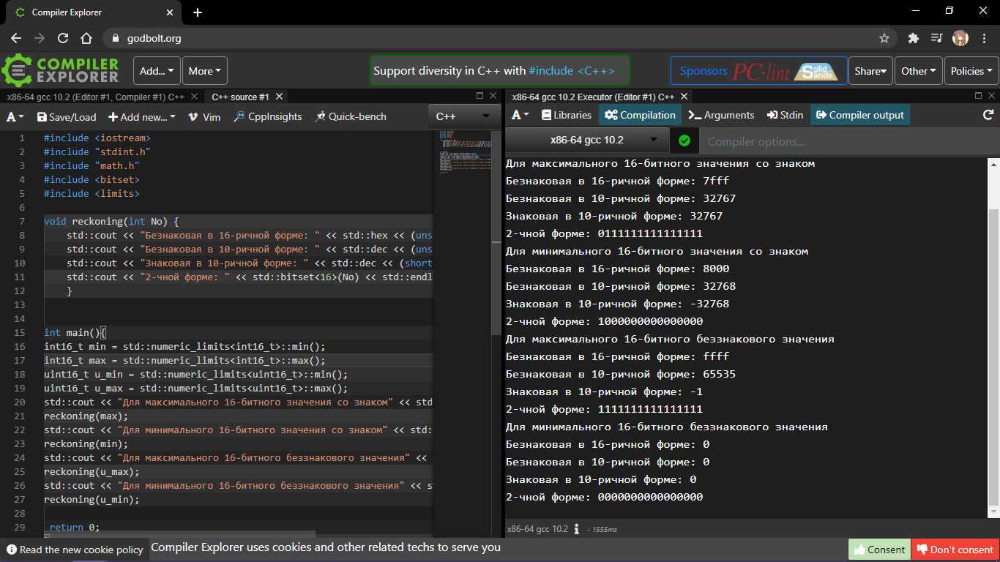 Compiler Explorer
godbolt.org
COMPILER
EXPLORER
Add...
More
Support diversity in C++ with #include <C++>
Sponsors
PC-lint
Solid
Sands
Share
Other
Policies
x86-64 gcc 10.2 (Editor #1, Compiler #1) C++
C++ source #1
A
Save/Load
Add new...
Vim
CppInsights
Quick-bench
C++
1 #include <iostream>
2 #include "stdint.h"
3 #include "math.h"
4 #include <bitset>
5 #include <limits>
6
7 void reckoning(int No) {
8 std::cout << "Безнаковая в 16-ричной форме: " << std::hex << (uns
9 std::cout << "Безнаковая в 10-ричной форме: " << std::dec << (uns
10 std::cout << "Знаковая в 10-ричной форме: " << std::dec << (short
11 std::cout << "2-чной форме: " << std::bitset<16>(No) << std::endl
12 }
13
14
15 int main(){
16 int16_t min = std::numeric_limits<int16_t>::min();
17 int16_t max = std::numeric_limits<int16_t>::max();
18 uint16_t u_min = std::numeric_limits<uint16_t>::min();
19 uint16_t u_max = std::numeric_limits<uint16_t>::max();
20 std::cout << "Для максимального 16-битного значения со знаком" << std
21 reckoning(max);
22 std::cout << "Для минимального 16-битного значения со знаком" << std:
23 reckoning(min);
24 std::cout << "Для максимального 16-битного беззнакового значения" <<
25 reckoning(u_max);
26 std::cout << "Для минимального 16-битного беззнакового значения" << st
27 reckoning(u_min);
28
29 return 0;
x86-64 gcc 10.2 Executor (Editor #1) C++
A
Libraries
Compilation
Arguments
Stdin
Compiler output
x86-64 gcc 10.2
Compiler options...
Для максимального 16-битного значения со знаком
Безнаковая в 16-ричной форме: 7fff
Безнаковая в 10-ричной форме: 32767
Знаковая в 10-ричной форме: 32767
2-чной форме: 0111111111111111
Для минимального 16-битного значения со знаком
Безнаковая в 16-ричной форме: 8000
Безнаковая в 10-ричной форме: 32768
Знаковая в 10-ричной форме: -32768
2-чной форме: 1000000000000000
Для максимального 16-битного беззнакового значения
Безнаковая в 16-ричной форме: ffff
Безнаковая в 10-ричной форме: 65535
Знаковая в 10-ричной форме: -1
2-чной форме: 1111111111111111
Для минимального 16-битного беззнакового значения
Безнаковая в 16-ричной форме: 0
Безнаковая в 10-ричной форме: 0
Знаковая в 10-ричной форме: 0
2-чной форме: 0000000000000000
x86-64 gcc 10.2 i - 1555ms
Read the new cookie policy
Compiler Explorer uses cookies and other related techs to serve you
Consent
Don't consent